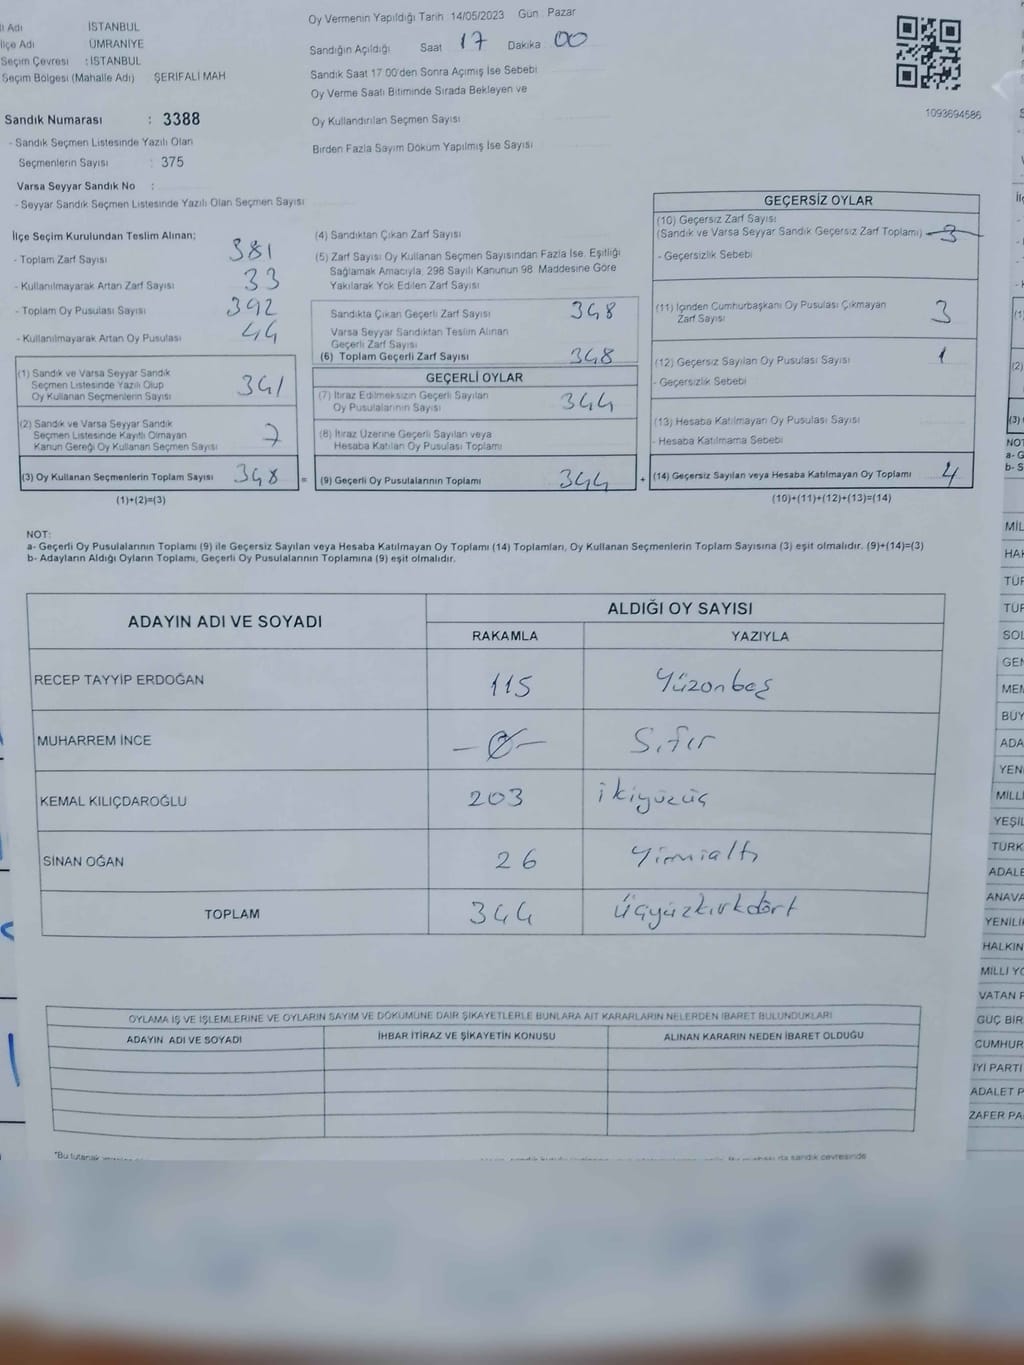 İl Adı İSTANBUL
İlçe Adı ÜMRANİYE
Seçim Çevresi : İSTANBUL
Seçim Bölgesi (Mahalle Adı) ŞERİFALİ MAH
Sandık Numarası : 3388
- Sandık Seçmen Listesinde Yazılı Olan
Seçmenlerin Sayısı : 375
Varsa Seyyar Sandık No :
- Seyyar Sandık Seçmen Listesinde Yazılı Olan Seçmen Sayısı
Oy Vermenin Yapıldığı Tarih 14/05/2023 Gün : Pazar
Sandığın Açıldığı Saat 17 Dakika 00
Sandık Saat 17 00'den Sonra Açımış İse Sebebi
Oy Verme Saati Bitiminde Sırada Bekleyen ve
Oy Kullandırılan Seçmen Sayısı
Birden Fazla Sayım Döküm Yapılmış İse Sayısı
1093694586
İlçe Seçim Kurulundan Teslim Alınan;
- Toplam Zarf Sayısı 381
- Kullanılmayarak Artan Zarf Sayısı 33
- Toplam Oy Pusulası Sayısı 392
- Kullanılmayarak Artan Oy Pusulası 44
(1) Sandık ve Varsa Seyyar Sandık
Seçmen Listesinde Yazılı Olup
Oy Kullanan Seçmenlerin Sayısı 341
(2) Sandık ve Varsa Seyyar Sandık
Seçmen Listesinde Kayıtlı Olmayan
Kanun Gereği Oy Kullanan Seçmen Sayısı 7
(3) Oy Kullanan Seçmenlerin Toplam Sayısı 348 =
(1)+(2)=(3)
(4) Sandıktan Çıkan Zarf Sayısı
(5) Zarf Sayısı Oy Kullanan Seçmen Sayısından Fazla İse, Eşitliği
Sağlamak Amacıyla, 298 Sayılı Kanunun 98. Maddesine Göre
Yakılarak Yok Edilen Zarf Sayısı
Sandıkta Çıkan Geçerli Zarf Sayısı 348
Varsa Seyyar Sandıktan Teslim Alınan
Geçerli Zarf Sayısı
(6) Toplam Geçerli Zarf Sayısı 348
GEÇERLİ OYLAR
(7) İtiraz Edilmeksizin Geçerli Sayılan
Oy Pusulalarının Sayısı 344
(8) İtiraz Üzerine Geçerli Sayılan veya
Hesaba Katılan Oy Pusulaları Toplamı
(9) Geçerli Oy Pusulalarının Toplamı 344 +
GEÇERSİZ OYLAR
(10) Geçersiz Zarf Sayısı
(Sandık ve Varsa Seyyar Sandık Geçersiz Zarf Toplamı) 3
- Geçersizlik Sebebi
(11) İçinden Cumhurbaşkanı Oy Pusulası Çıkmayan
Zarf Sayısı 3
(12) Geçersiz Sayılan Oy Pusulası Sayısı 1
- Geçersizlik Sebebi
(13) Hesaba Katılmayan Oy Pusulası Sayısı
- Hesaba Katılmama Sebebi
(14) Geçersiz Sayılan veya Hesaba Katılmayan Oy Toplamı 4
(10)+(11)+(12)+(13)=(14)
NOT:
a- Geçerli Oy Pusulalarının Toplamı (9) ile Geçersiz Sayılan veya Hesaba Katılmayan Oy Toplamı (14) Toplamları, Oy Kullanan Seçmenlerin Toplam Sayısına (3) eşit olmalıdır. (9)+(14)=(3)
b- Adayların Aldığı Oyların Toplamı, Geçerli Oy Pusulalarının Toplamına (9) eşit olmalıdır.
ADAYIN ADI VE SOYADI ALDIĞI OY SAYISI
RAKAMLA YAZIYLA
RECEP TAYYİP ERDOĞAN 115 Yüzonbeş
MUHARREM İNCE -0- Sıfır
KEMAL KILIÇDAROĞLU 203 ikiyüzüç
SİNAN OĞAN 26 Yirmialtı
TOPLAM 344 Üçyüzkırkdört
OYLAMA İŞ VE İŞLEMLERİNE VE OYLARIN SAYIM VE DÖKÜMÜNE DAİR ŞİKAYETLERLE BUNLARA AİT KARARLARIN NELERDEN İBARET BULUNDUKLARI
ADAYIN ADI VE SOYADI İHBAR İTİRAZ VE ŞİKAYETİN KONUSU ALINAN KARARIN NEDEN İBARET OLDUĞU
*Bu tutanak
sandık çevresinde
(2)
(3)
NOT
a- G
b- S
MİL
HAK
TÜR
TÜR
SOL
GEN
MEM
BÜY
ADA
YEN
MİLL
YEŞİL
TÜRK
ADALE
ANAVA
YENİLİ
HALKIN
MİLLİ YO
VATAN P
GÜÇ BİR
CUMHUR
İYİ PARTİ
ADALET P
ZAFER PA